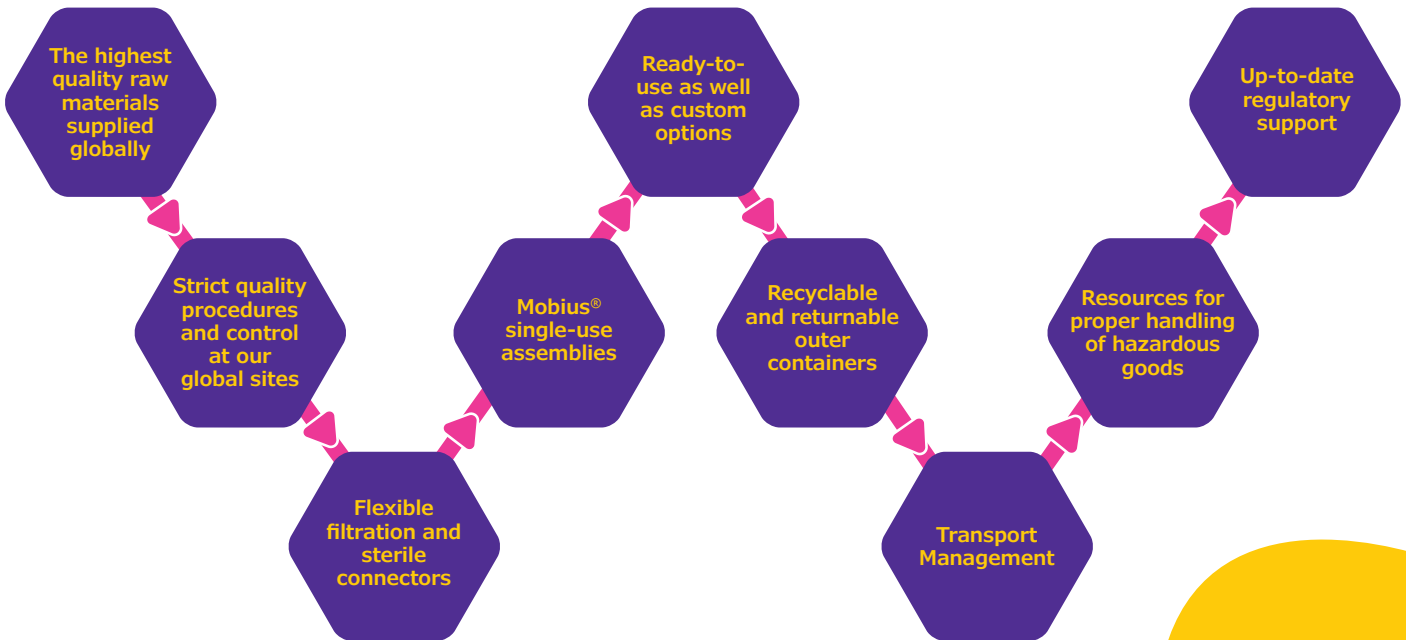 The highest
quality raw
materials
supplied
globally
Strict quality
procedures
and control
at our
global sites
Flexible
filtration and
sterile
connectors
Mobius®
single-use
assemblies
Ready-to-
use as well
as custom
options
Recyclable
and returnable
outer
containers
Transport
Management
Resources for
proper handling
of hazardous
goods
Up-to-date
regulatory
support